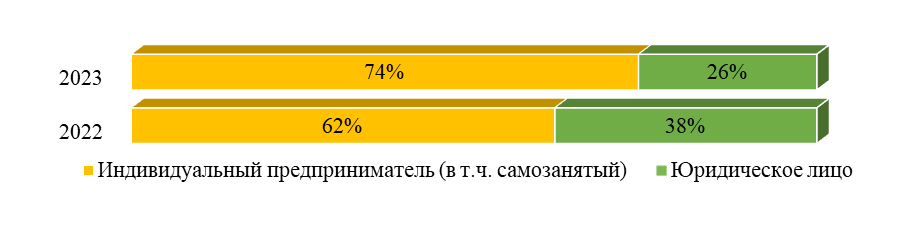 2023 74% 26%
2022 62% 38%
Индивидуальный предприниматель (в т.ч. самозанятый) Юридическое лицо